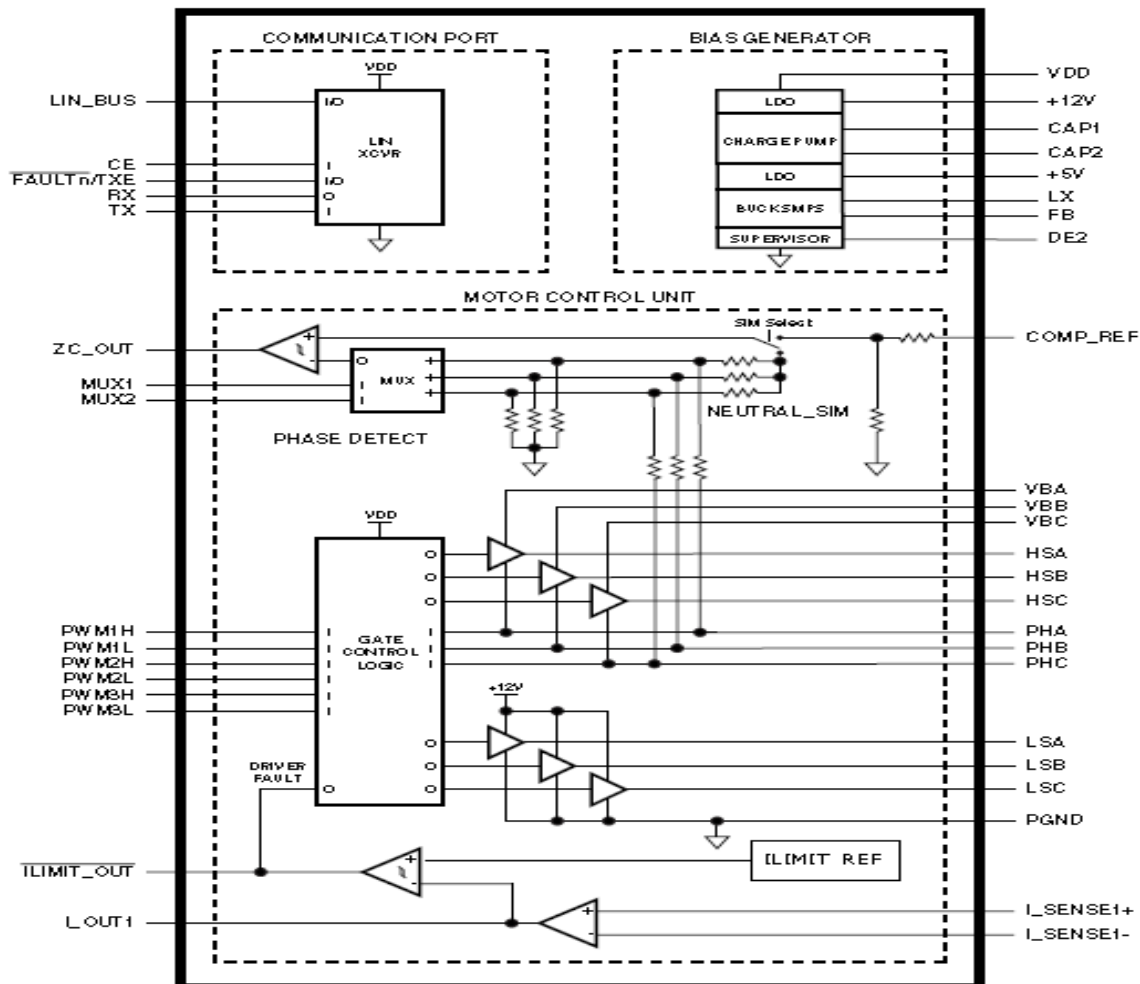 COMMUNICATION PORT
BIAS GENERATOR
VDD
LIN_BUS
I/O
LIN
XCVR
CE
I
FAULTn/TXE
I/O
RX
O
TX
I
LDO
CHARGE PUMP
LDO
BUCK SMPS
SUPERVISOR
VDD
+12V
CAP1
CAP2
+5V
LX
FB
DE2
MOTOR CONTROL UNIT
SIM Select
COMP_REF
ZC_OUT
+
-
O
MUX
+
+
+
MUX1
I
MUX2
I
NEUTRAL_SIM
PHASE DETECT
VBA
VBB
VBC
VDD
O
O
O
HSA
HSB
HSC
PWM1H
PWM1L
PWM2H
PWM2L
PWM3H
PWM3L
I
I
I
I
I
I
GATE
CONTROL
LOGIC
I
I
I
PHA
PHB
PHC
+12V
O
O
O
LSA
LSB
LSC
DRIVER
FAULT
O
PGND
ILIMIT_OUT
+
-
ILIMIT_REF
I_OUT1
+
-
I_SENSE1+
I_SENSE1-